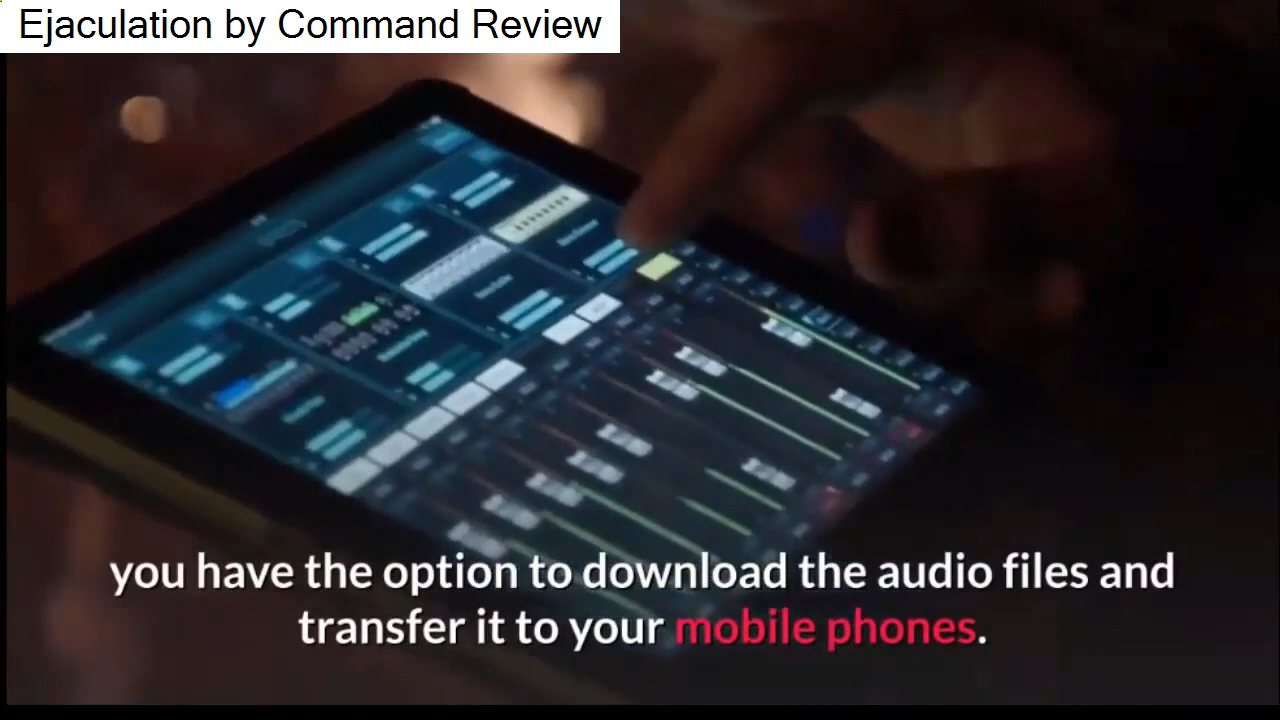 Ejaculation by Command Review
you have the option to download the audio files and
transfer it to your mobile phones.